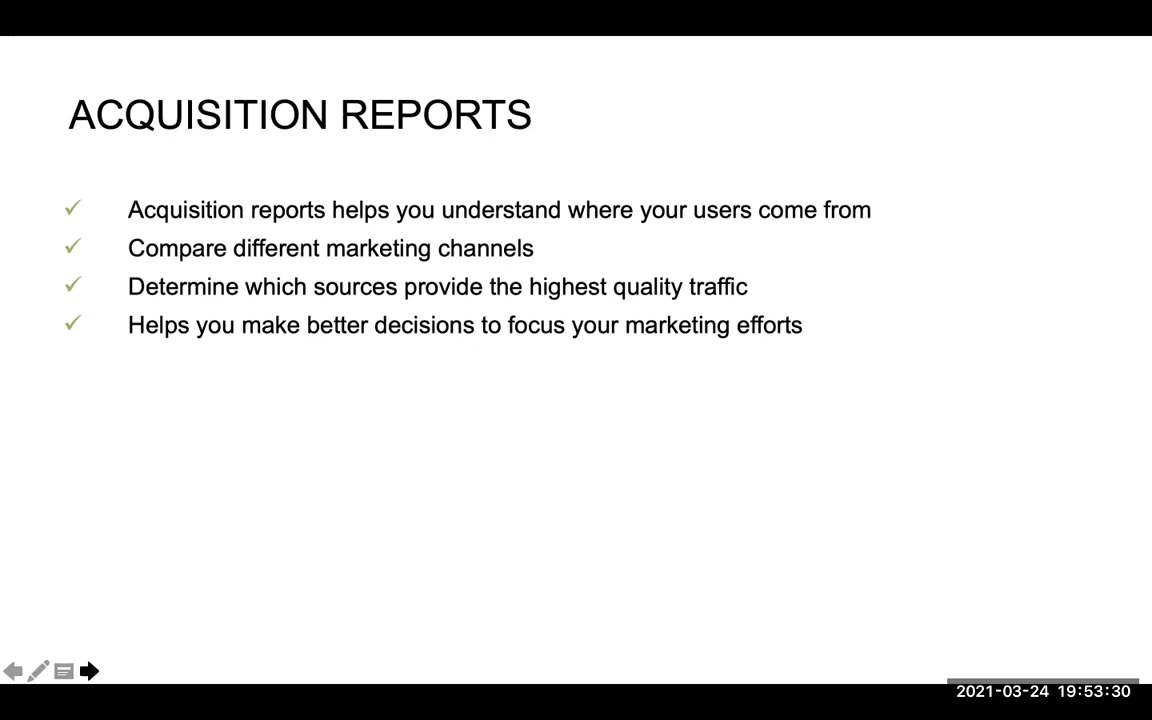 ACQUISITION REPORTS
Acquisition reports helps you understand where your users come from
Compare different marketing channels
Determine which sources provide the highest quality traffic
Helps you make better decisions to focus your marketing efforts
2021-03-24 19:53:30